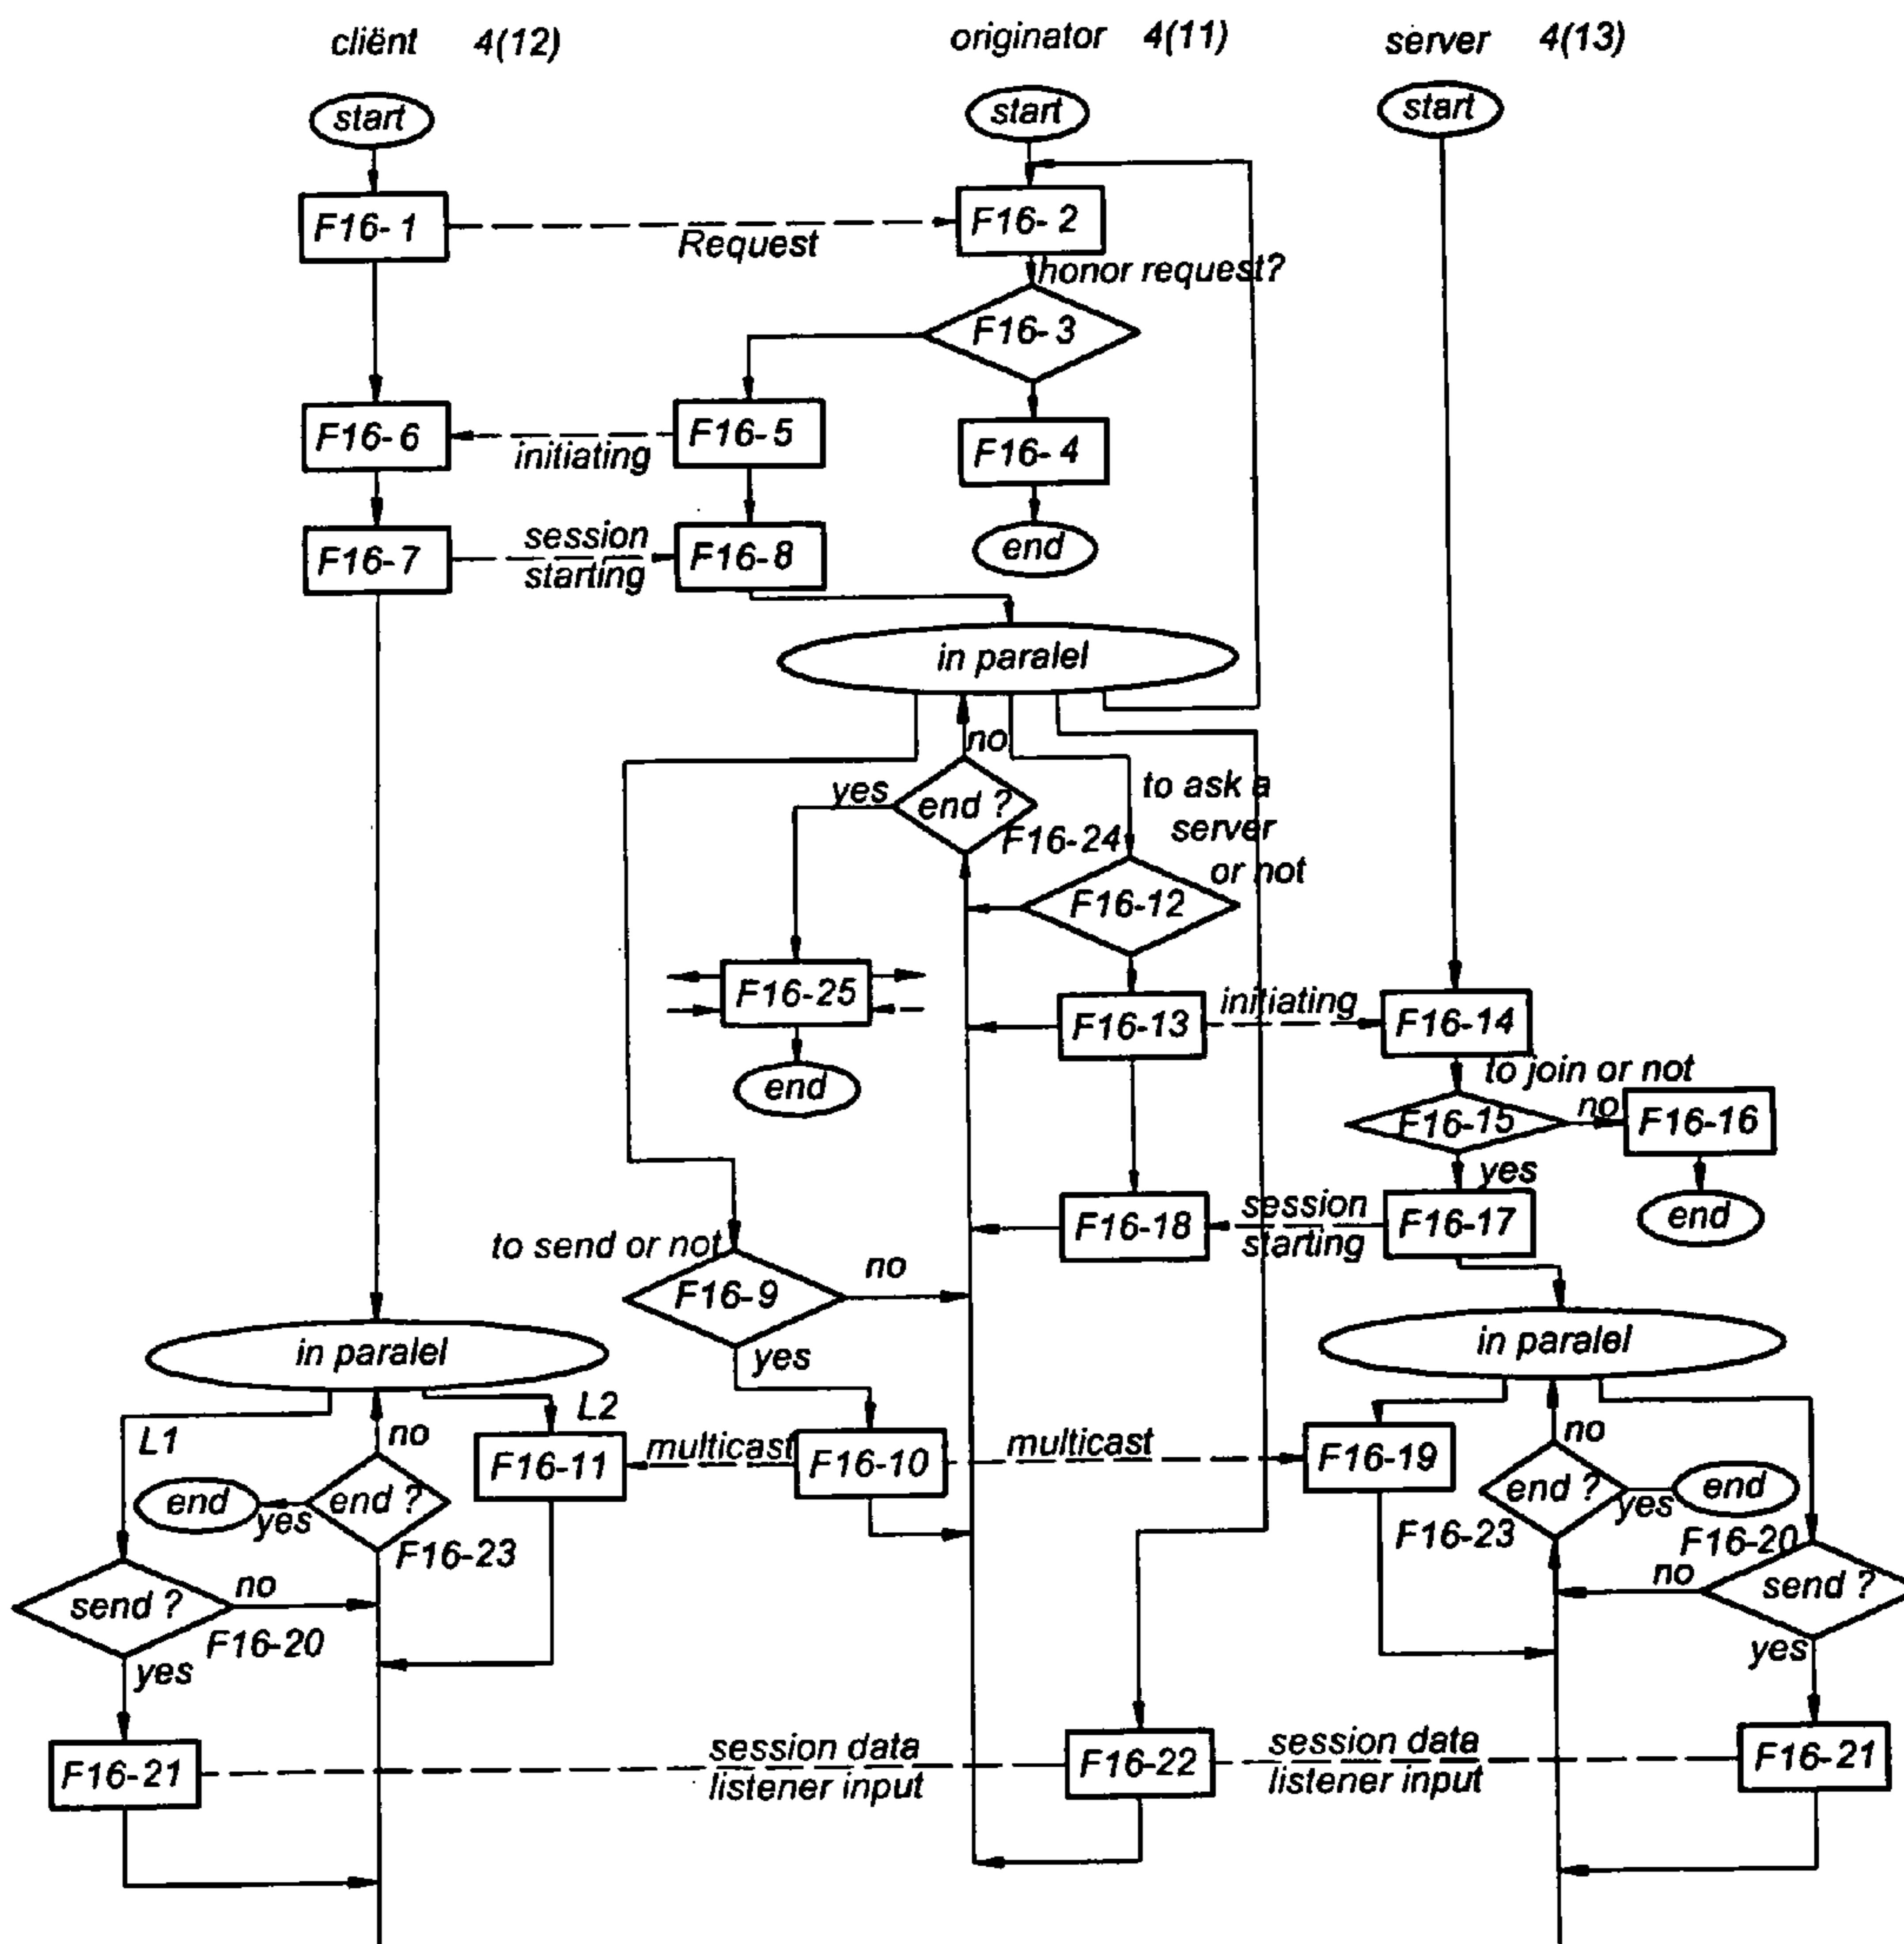 cliënt 4(12)
originator 4(11)
server 4(13)
start
start
start
F16- 1
Request
F16- 2
honor request?
F16- 3
F16- 6
initiating
F16- 5
F16- 4
end
F16- 7
session
starting
F16- 8
in paralel
no
yes
end ?
F16-24
to ask a
server
or not
F16-12
F16-25
end
F16-13
initiating
F16-14
to join or not
F16-15
no
F16-16
end
yes
F16-18
session
starting
F16-17
to send or not
F16-9
no
yes
in paralel
in paralel
L1
no
L2
F16-11
multicast
F16-10
multicast
F16-19
no
end
yes
end ?
F16-23
end ?
yes
end
F16-23
F16-20
send ?
no
F16-20
yes
no
send ?
yes
F16-21
session data
listener input
F16-22
session data
listener input
F16-21